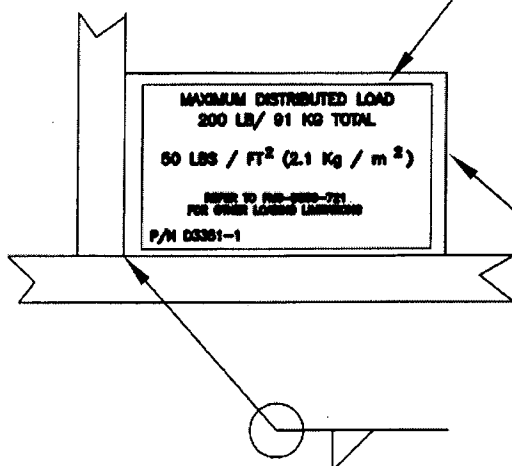 MAXIMUM DISTRIBUTED LOAD
200 LB/ 91 KG TOTAL
50 LBS / FT² (2.1 Kg / m ²)
REFER TO
FOR OTHER LOADING LIMITATIONS
P/N D3361-1